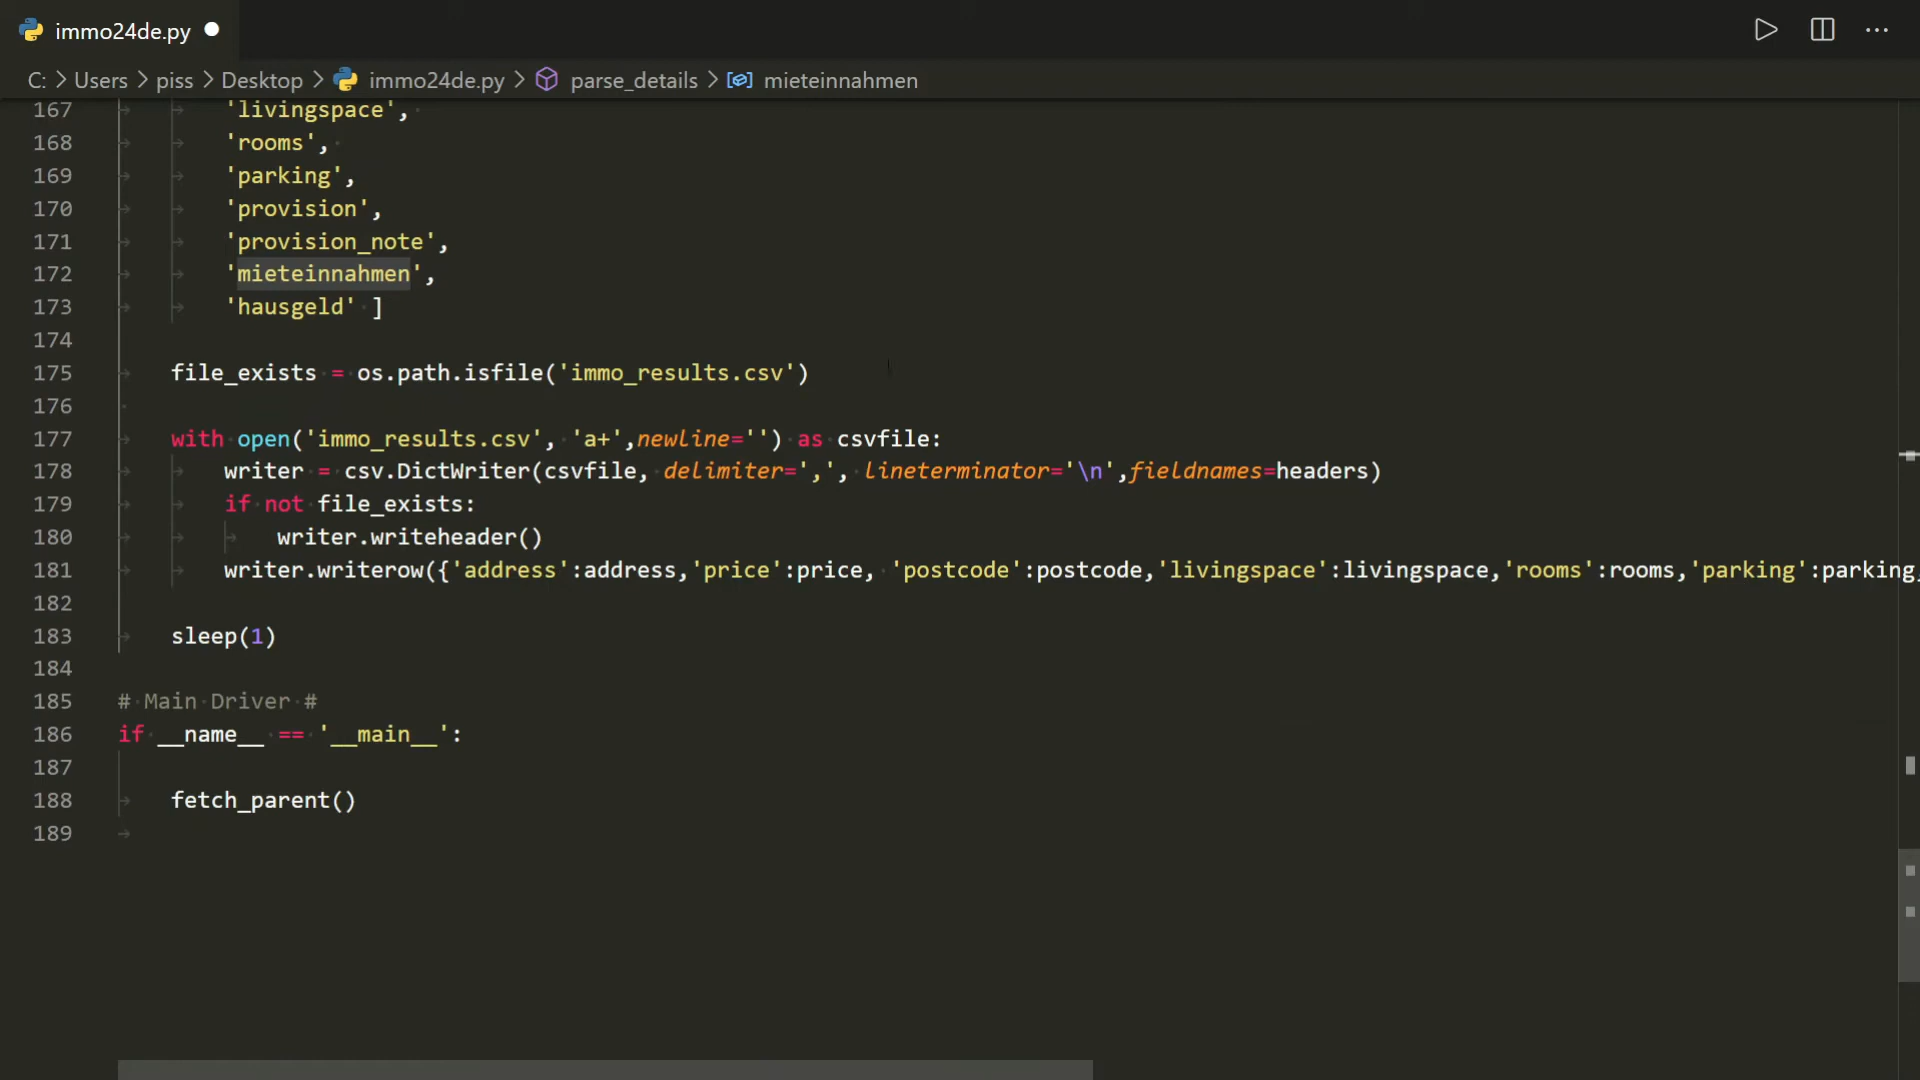 immo24de.py
C: > Users > piss > Desktop > immo24de.py > parse_details > mieteinnahmen
167 'livingspace',
168 'rooms',
169 'parking',
170 'provision',
171 'provision_note',
172 'mieteinnahmen',
173 'hausgeld' ]
174
175 file_exists = os.path.isfile('immo_results.csv')
176
177 with open('immo_results.csv', 'a+',newline='') as csvfile:
178 writer = csv.DictWriter(csvfile, delimiter=',', lineterminator='\n',fieldnames=headers)
179 if not file_exists:
180 writer.writeheader()
181 writer.writerow({'address':address,'price':price, 'postcode':postcode,'livingspace':livingspace,'rooms':rooms,'parking':parking,
182
183 sleep(1)
184
185 # Main Driver #
186 if __name__ == '__main__':
187
188 fetch_parent()
189